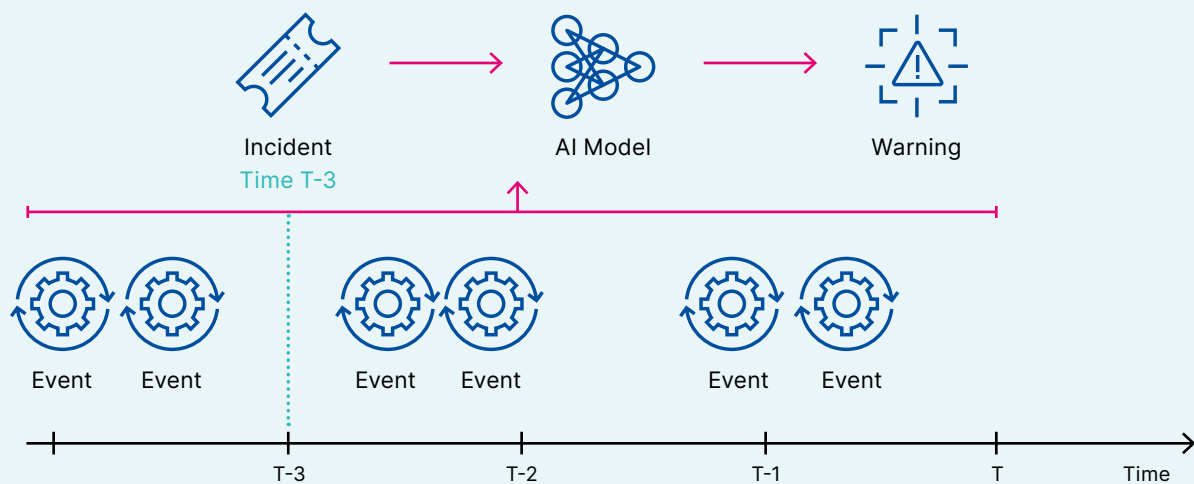 Incident
AI Model
Warning
Time T-3
Event
Event
Event
Event
Event
Event
T-3
T-2
T-1
T
Time